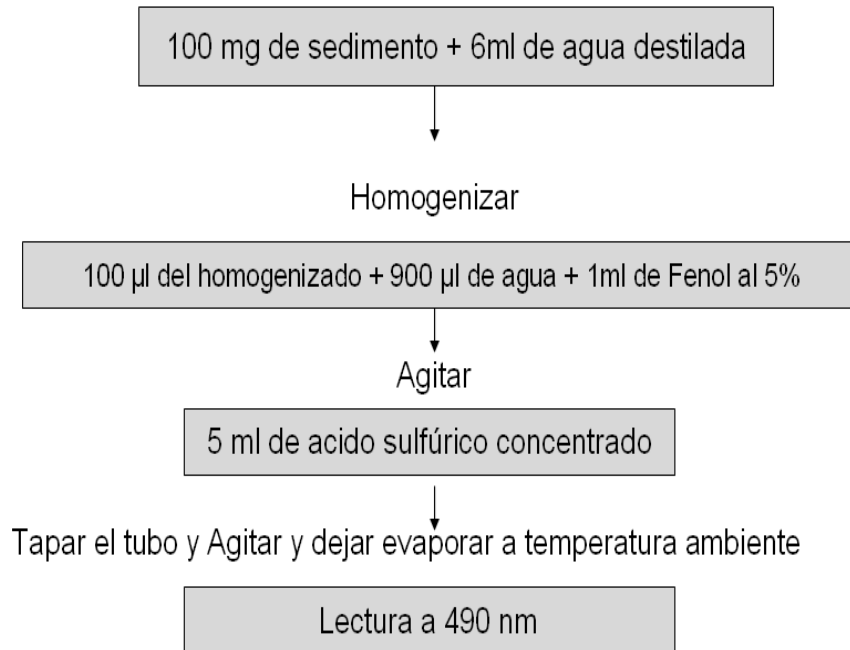 100 mg de sedimento + 6ml de agua destilada
Homogenizar
100 µl del homogenizado + 900 µl de agua + 1ml de Fenol al 5%
Agitar
5 ml de acido sulfúrico concentrado
Tapar el tubo y Agitar y dejar evaporar a temperatura ambiente
Lectura a 490 nm